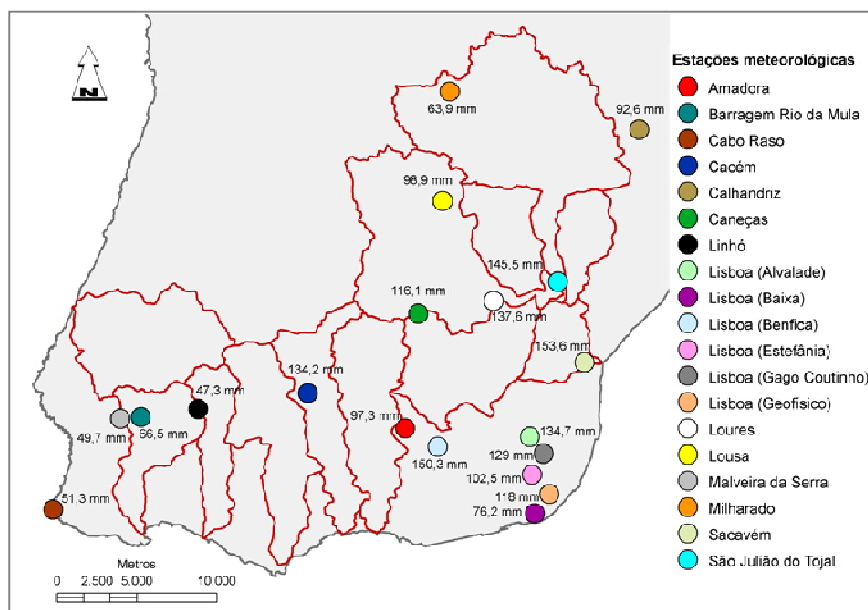 N
Estações meteorológicas
Amadora
Barragem Rio da Mula
Cabo Raso
Cacém
Calhandriz
Caneças
Linhó
Lisboa (Alvalade)
Lisboa (Baixa)
Lisboa (Benfica)
Lisboa (Estefânia)
Lisboa (Gago Coutinho)
Lisboa (Geofísico)
Loures
Lousa
Malveira da Serra
Milharado
Sacavém
São Julião do Tojal
63,9 mm
92,6 mm
96,9 mm
145,5 mm
116,1 mm
137,6 mm
153,6 mm
134,2 mm
47,3 mm
97,3 mm
49,7 mm
66,5 mm
134,7 mm
129 mm
150,3 mm
102,5 mm
118 mm
76,2 mm
51,3 mm
Metros
0 2.500 5.000 10 000